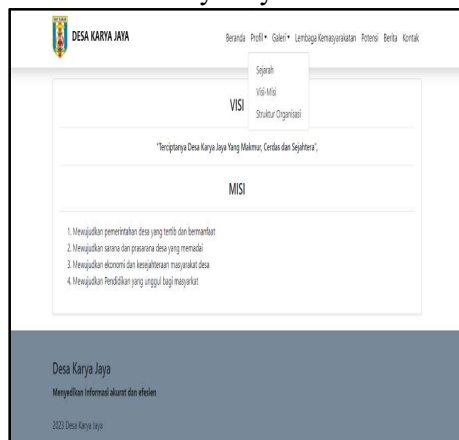 DESA KARYA JAYA
Beranda Profil Galeri Lembaga Kemasyarakatan Potensi Berita Kontak
Sejarah
Visi-Misi
Struktur Organisasi
VISI
"Terciptanya Desa Karya Jaya Yang Makmur, Cerdas dan Sejahtera",
MISI
1. Mewujudkan pemerintahan desa yang tertib dan bermanfaat
2. Mewujudkan sarana dan prasarana desa yang memadai
3. Mewujudkan ekonomi dan kesejahteraan masyarakat desa
4. Mewujudkan Pendidikan yang unggul bagi masyarkat
Desa Karya Jaya
Menyedikan Informasi akurat dan efesien
2023 Desa Karya Jaya